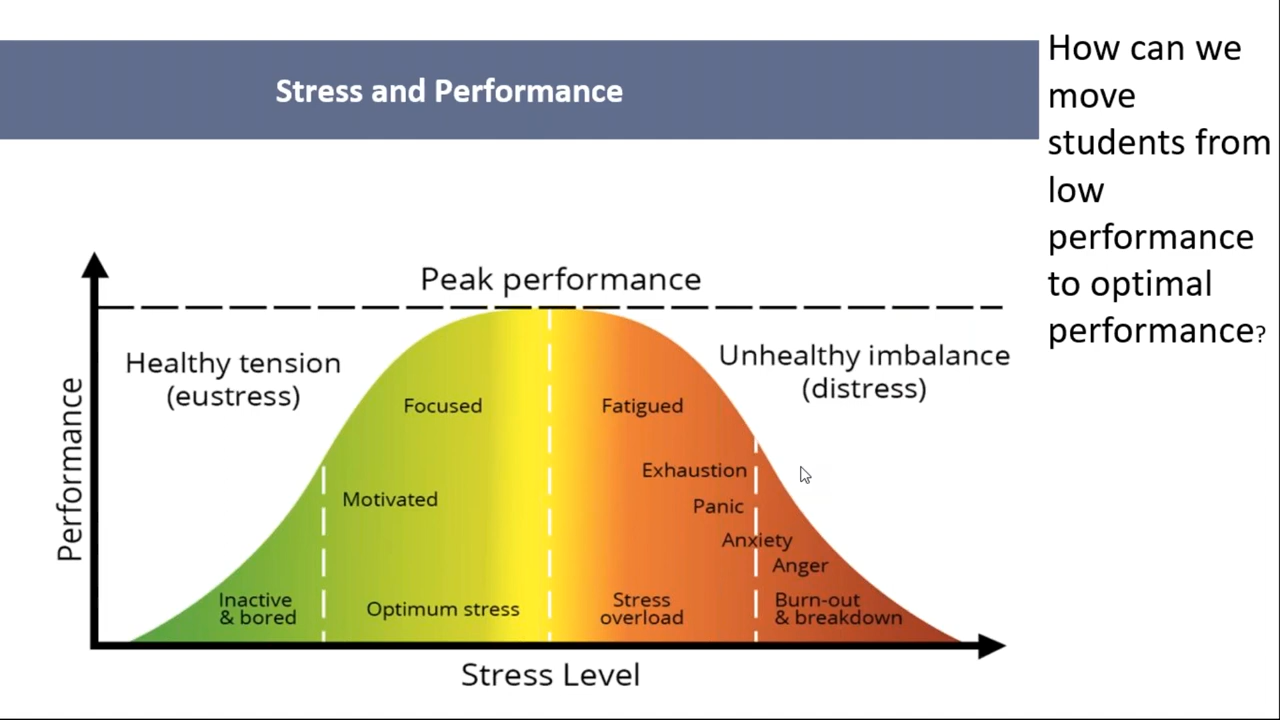 Stress and Performance
How can we
move
students from
low
performance
to optimal
performance?
Peak performance
Healthy tension
(eustress)
Unhealthy imbalance
(distress)
Performance
Focused
Fatigued
Exhaustion
Motivated
Panic
Anxiety
Anger
Inactive
& bored
Optimum stress
Stress
overload
Burn-out
& breakdown
Stress Level